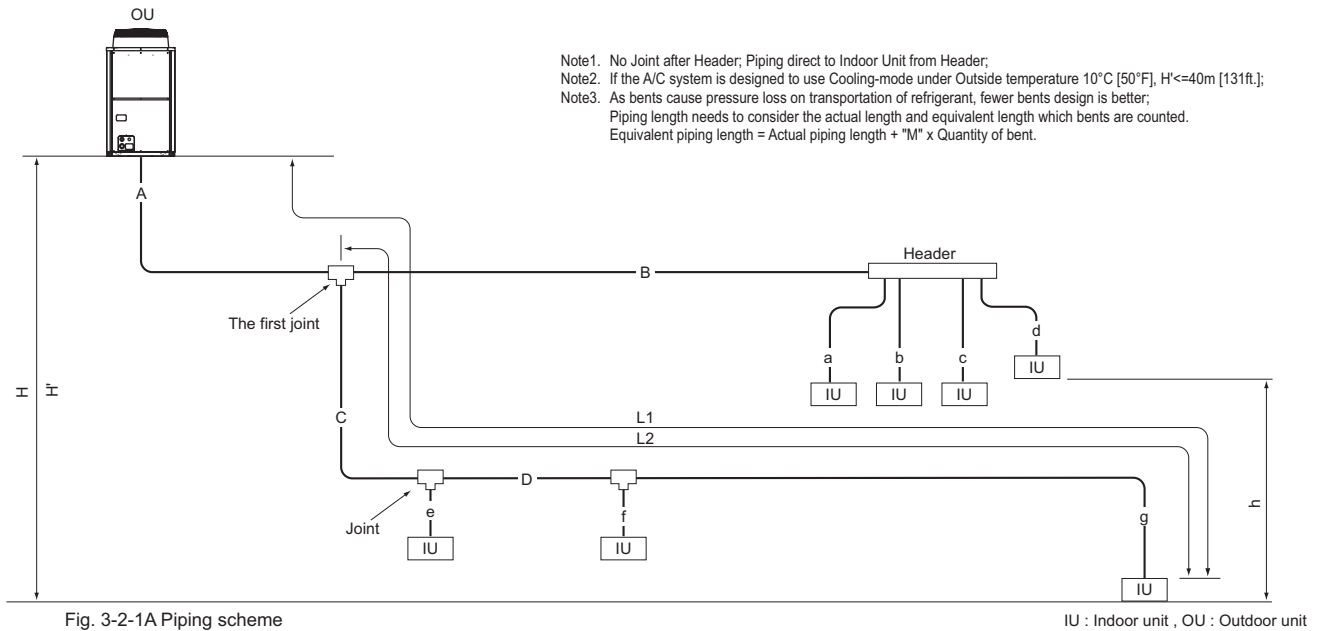 OU
Note1. No Joint after Header; Piping direct to Indoor Unit from Header;
Note2. If the A/C system is designed to use Cooling-mode under Outside temperature 10°C [50°F], H'<=40m [131ft.];
Note3. As bents cause pressure loss on transportation of refrigerant, fewer bents design is better;
Piping length needs to consider the actual length and equivalent length which bents are counted.
Equivalent piping length = Actual piping length + "M" x Quantity of bent.
A
Header
B
The first joint
d
a
b
c
IU
IU
IU
IU
H
H'
C
L1
L2
D
h
e
f
g
Joint
IU
IU
IU
Fig. 3-2-1A Piping scheme
IU : Indoor unit , OU : Outdoor unit